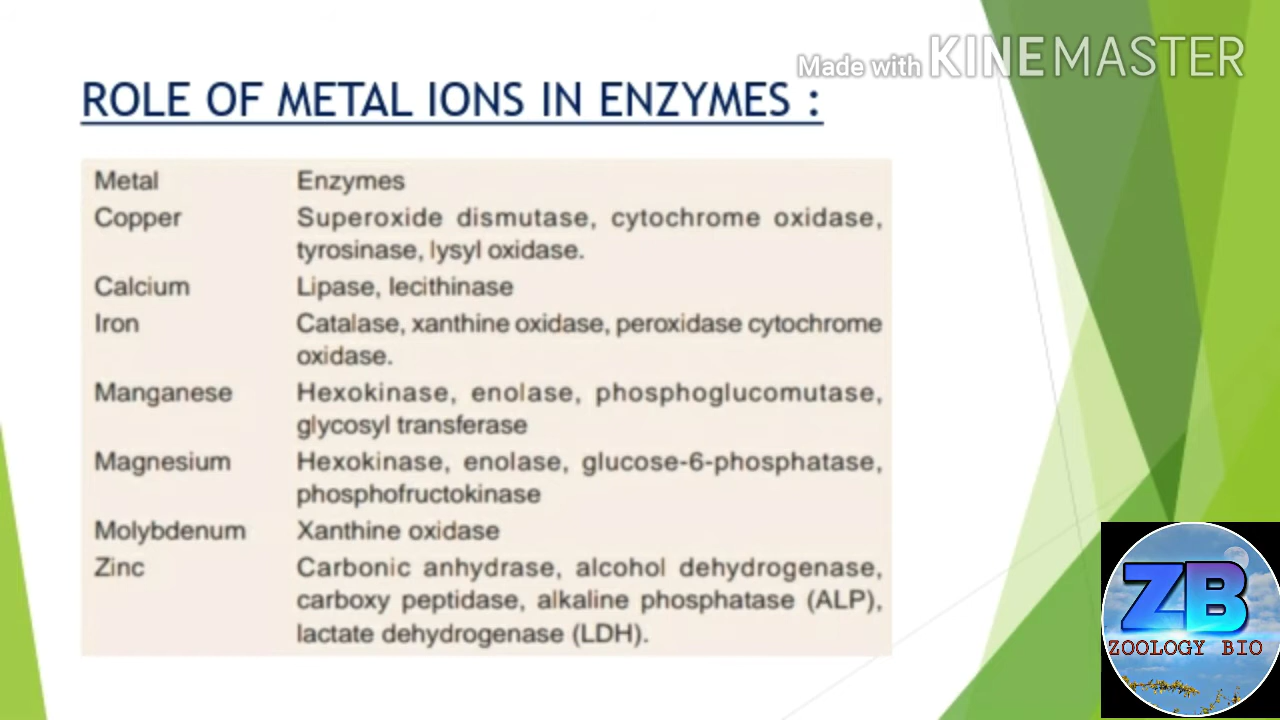 Made with KINEMASTER
ROLE OF METAL IONS IN ENZYMES :
Metal Enzymes
Copper Superoxide dismutase, cytochrome oxidase,
tyrosinase, lysyl oxidase.
Calcium Lipase, lecithinase
Iron Catalase, xanthine oxidase, peroxidase cytochrome
oxidase.
Manganese Hexokinase, enolase, phosphoglucomutase,
glycosyl transferase
Magnesium Hexokinase, enolase, glucose-6-phosphatase,
phosphofructokinase
Molybdenum Xanthine oxidase
Zinc Carbonic anhydrase, alcohol dehydrogenase,
carboxy peptidase, alkaline phosphatase (ALP),
lactate dehydrogenase (LDH).
ZB
ZOOLOGY BIO